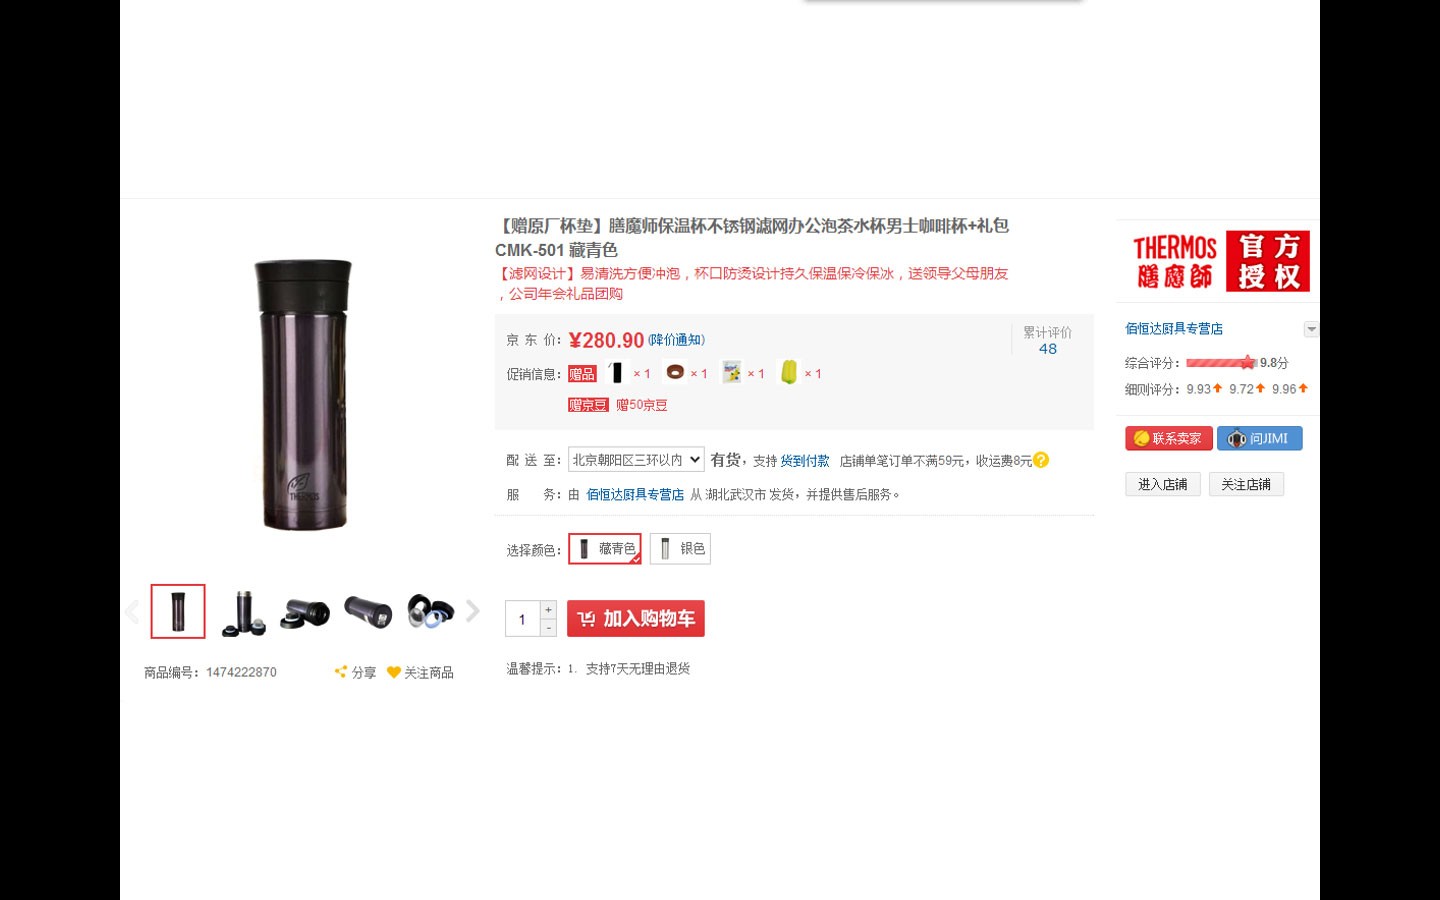 【赠原厂杯垫】膳魔师保温杯不锈钢滤网办公泡茶水杯男士咖啡杯+礼包
CMK-501 藏青色
【滤网设计】易清洗方便冲泡，杯口防烫设计持久保温保冷保冰，送领导父母朋友
，公司年会礼品团购
京 东 价： ¥280.90 (降价通知)
累计评价
48
促销信息： 赠品 × 1 × 1 × 1 × 1
赠京豆 赠50京豆
配 送 至： 北京朝阳区三环以内 有货，支持 货到付款 店铺单笔订单不满59元，收运费8元 ?
服 务： 由 佰恒达厨具专营店 从 湖北武汉市 发货，并提供售后服务。
选择颜色： 藏青色 银色
1 + - 加入购物车
温馨提示： 1. 支持7天无理由退货
THERMOS
商品编号： 1474222870 分享 关注商品
THERMOS 官方
膳魔師 授权
佰恒达厨具专营店
综合评分： 9.8分
细则评分： 9.93 9.72 9.96
联系卖家 问JIMI
进入店铺 关注店铺